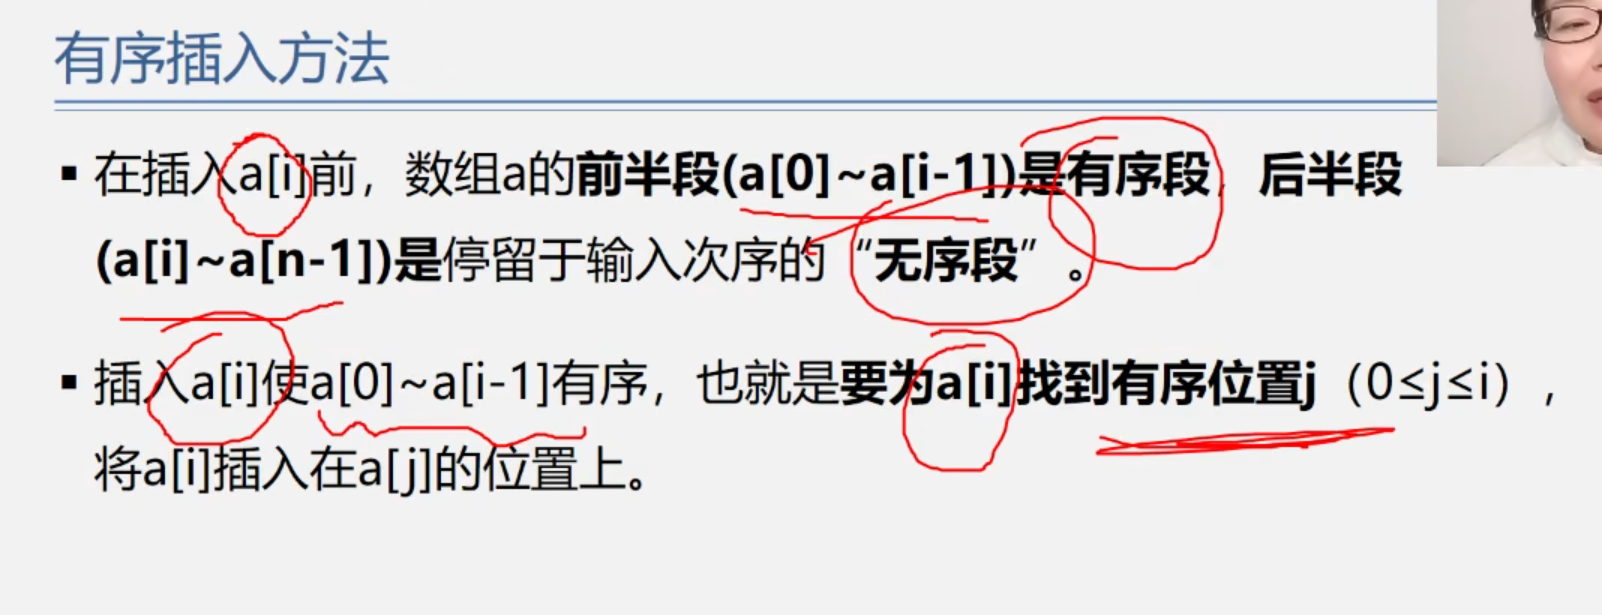 有序插入方法
▪ 在插入a[i]前，数组a的前半段(a[0]~a[i-1])是有序段，后半段
(a[i]~a[n-1])是停留于输入次序的“无序段”。
▪ 插入a[i]使a[0]~a[i-1]有序，也就是要为a[i]找到有序位置j（0≤j≤i），
将a[i]插入在a[j]的位置上。